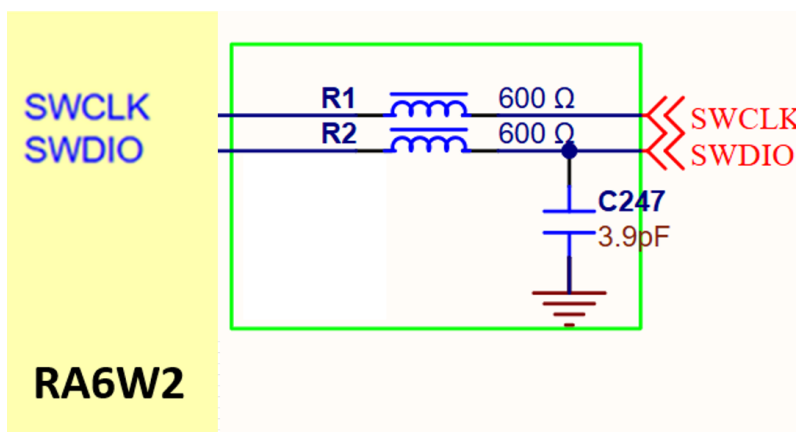 SWCLK R1 600 Ω SWCLK
SWDIO R2 600 Ω SWDIO
C247
3.9pF
RA6W2